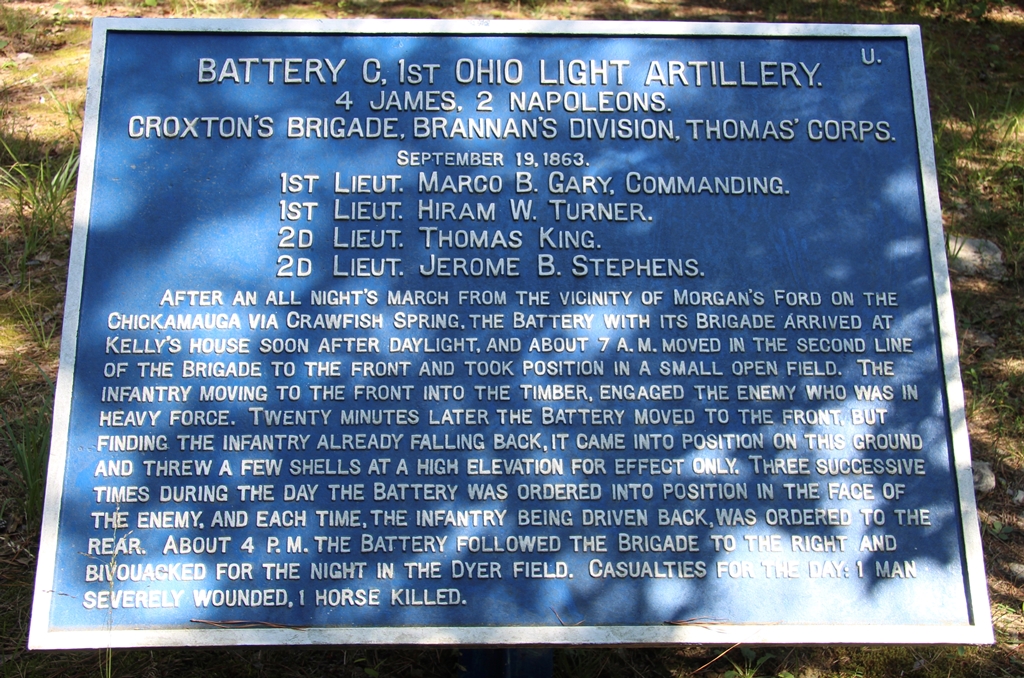 U.
BATTERY C, 1ST OHIO LIGHT ARTILLERY.
4 JAMES, 2 NAPOLEONS.
CROXTON'S BRIGADE, BRANNAN'S DIVISION, THOMAS' CORPS.
SEPTEMBER 19, 1863.
1ST LIEUT. MARCO B. GARY, COMMANDING.
1ST LIEUT. HIRAM W. TURNER.
2D LIEUT. THOMAS KING.
2D LIEUT. JEROME B. STEPHENS.
AFTER AN ALL NIGHT'S MARCH FROM THE VICINITY OF MORGAN'S FORD ON THE
CHICKAMAUGA VIA CRAWFISH SPRING, THE BATTERY WITH ITS BRIGADE ARRIVED AT
KELLY'S HOUSE SOON AFTER DAYLIGHT, AND ABOUT 7 A.M. MOVED IN THE SECOND LINE
OF THE BRIGADE TO THE FRONT AND TOOK POSITION IN A SMALL OPEN FIELD. THE
INFANTRY MOVING TO THE FRONT INTO THE TIMBER, ENGAGED THE ENEMY WHO WAS IN
HEAVY FORCE. TWENTY MINUTES LATER THE BATTERY MOVED TO THE FRONT, BUT
FINDING THE INFANTRY ALREADY FALLING BACK, IT CAME INTO POSITION ON THIS GROUND
AND THREW A FEW SHELLS AT A HIGH ELEVATION FOR EFFECT ONLY. THREE SUCCESSIVE
TIMES DURING THE DAY THE BATTERY WAS ORDERED INTO POSITION IN THE FACE OF
THE ENEMY, AND EACH TIME, THE INFANTRY BEING DRIVEN BACK, WAS ORDERED TO THE
REAR. ABOUT 4 P.M. THE BATTERY FOLLOWED THE BRIGADE TO THE RIGHT AND
BIVOUACKED FOR THE NIGHT IN THE DYER FIELD. CASUALTIES FOR THE DAY: 1 MAN
SEVERELY WOUNDED, 1 HORSE KILLED.